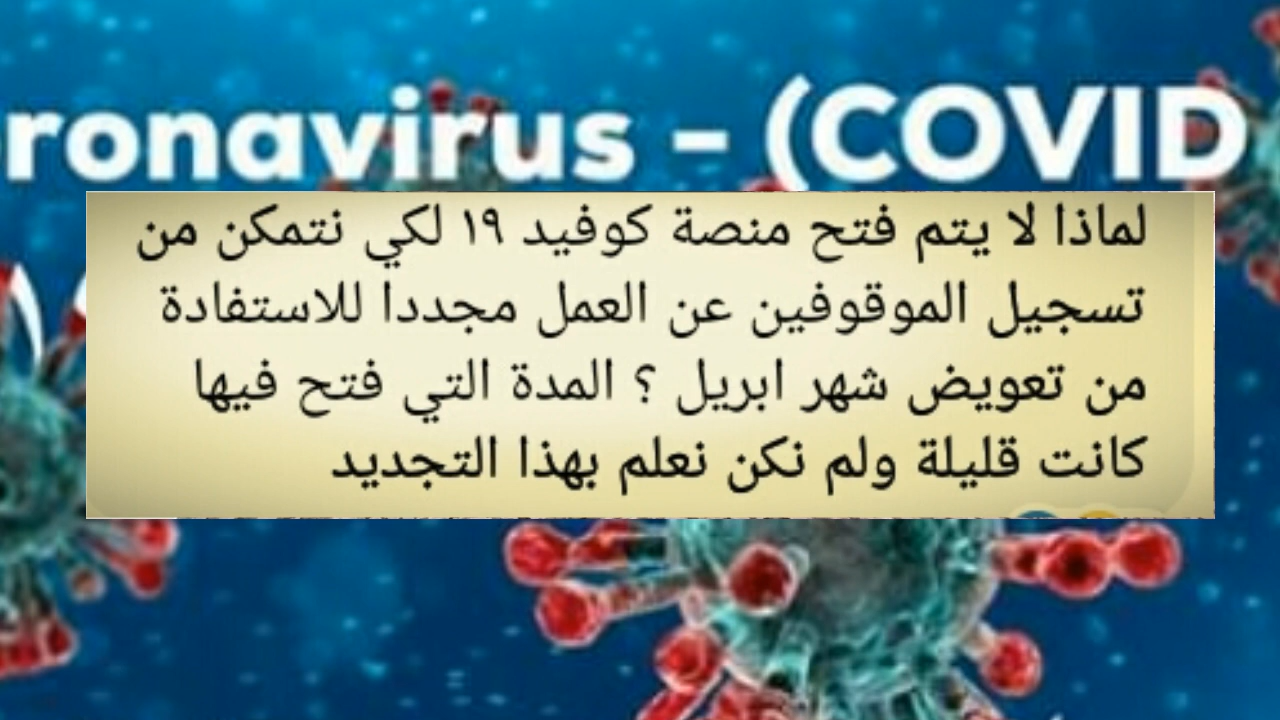 ronavirus - (COVID
لماذا لا يتم فتح منصة كوفيد ١٩ لكي نتمكن من
تسجيل الموقوفين عن العمل مجددا للاستفادة
من تعويض شهر ابريل ؟ المدة التي فتح فيها
كانت قليلة ولم نكن نعلم بهذا التجديد